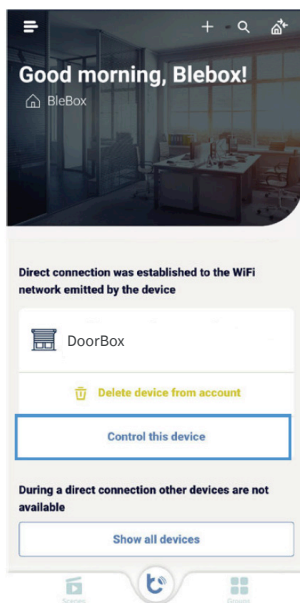 Good morning, Blebox!
BleBox
Direct connection was established to the WiFi
network emitted by the device
DoorBox
Delete device from account
Control this device
During a direct connection other devices are not
available
Show all devices